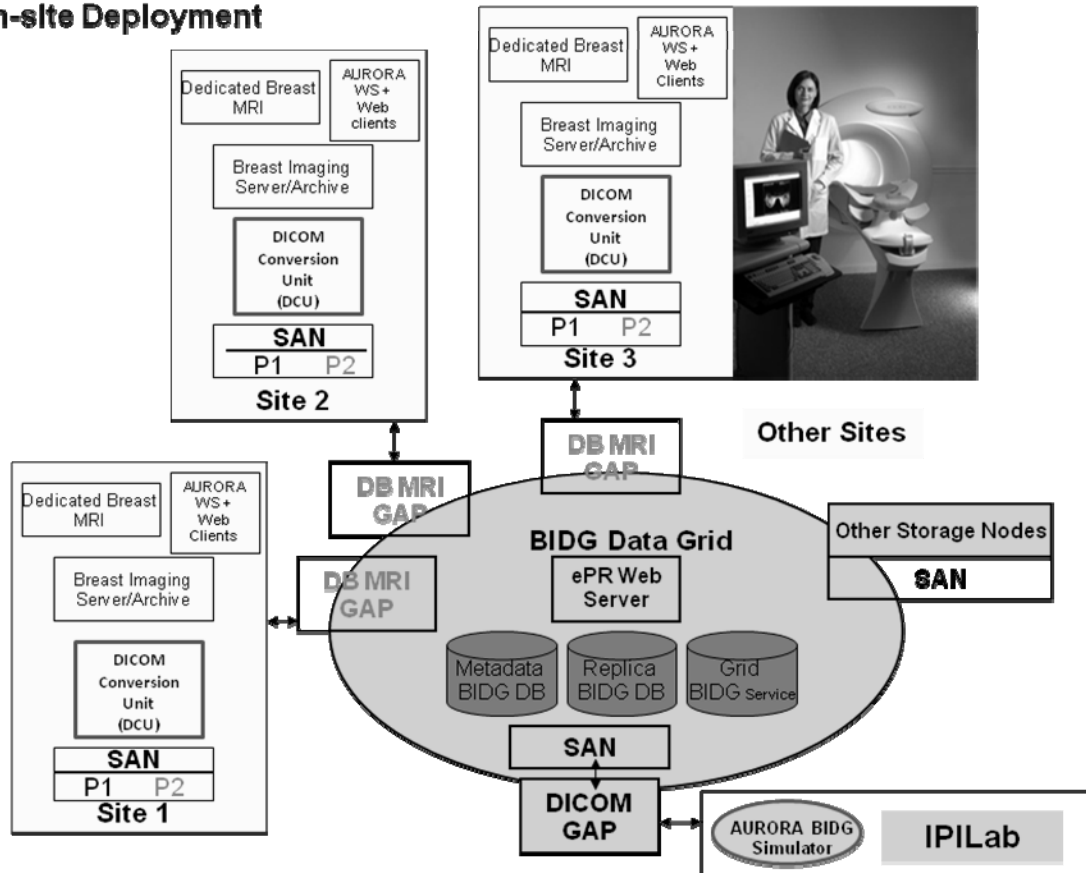 n-site Deployment
Dedicated Breast
MRI
AURORA
WS+
Web
clients
Breast Imaging
Server/Archive
DICOM
Conversion
Unit
(DCU)
SAN
P1 P2
Site 2
Dedicated Breast
MRI
AURORA
WS+
Web
Clients
Breast Imaging
Server/Archive
DICOM
Conversion
Unit
(DCU)
SAN
P1 P2
Site 3
Other Sites
Dedicated Breast
MRI
AURORA
WS+
Web
Clients
Breast Imaging
Server/Archive
DICOM
Conversion
Unit
(DCU)
SAN
P1 P2
Site 1
DB MRI
GAP
DB MRI
GAP
DB MRI
GAP
BIDG Data Grid
ePR Web
Server
Metadata
BIDG DB
Replica
BIDG DB
Grid
BIDG Service
Other Storage Nodes
SAN
SAN
DICOM
GAP
AURORA BIDG
Simulator
IPILab